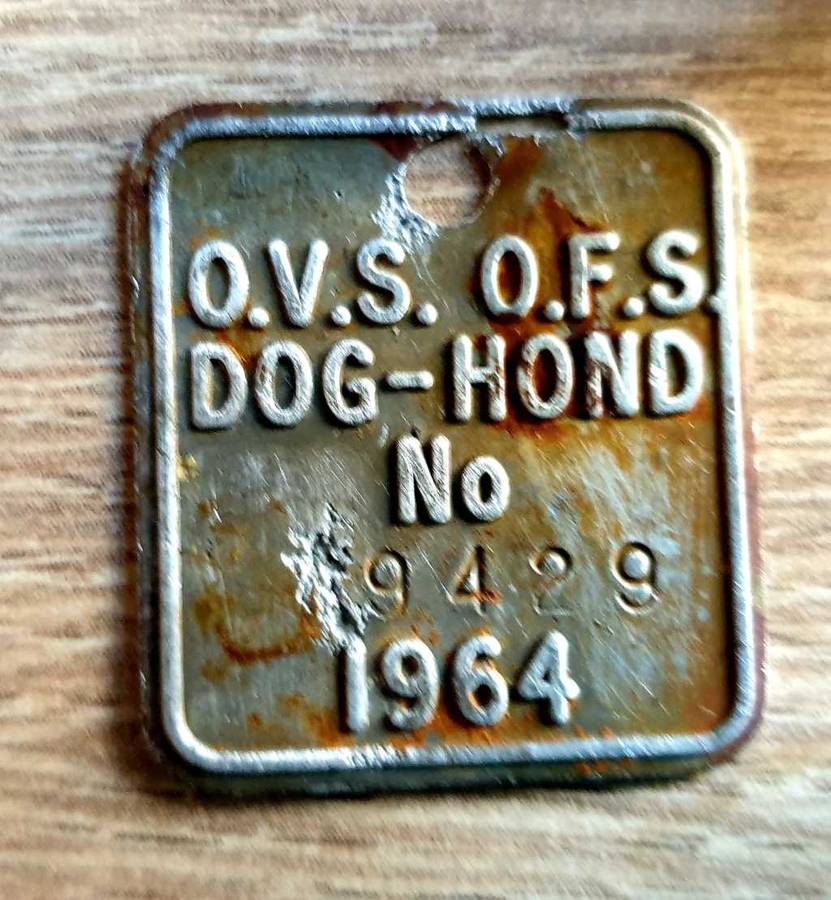 O.V.S. O.F.S.
DOG-HOND
No
9429
1964